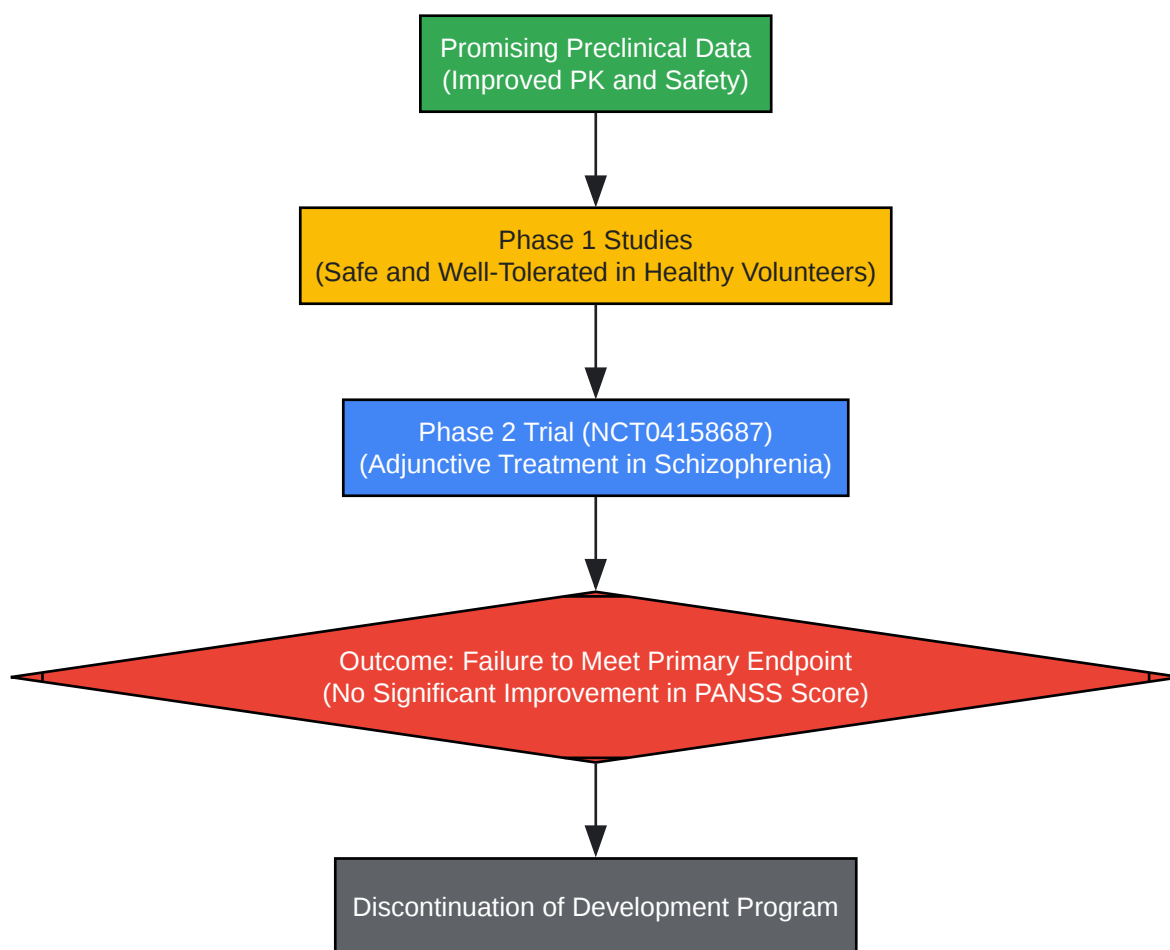 Promising Preclinical Data
(Improved PK and Safety)
Phase 1 Studies
(Safe and Well-Tolerated in Healthy Volunteers)
Phase 2 Trial (NCT04158687)
(Adjunctive Treatment in Schizophrenia)
Outcome: Failure to Meet Primary Endpoint
(No Significant Improvement in PANSS Score)
Discontinuation of Development Program